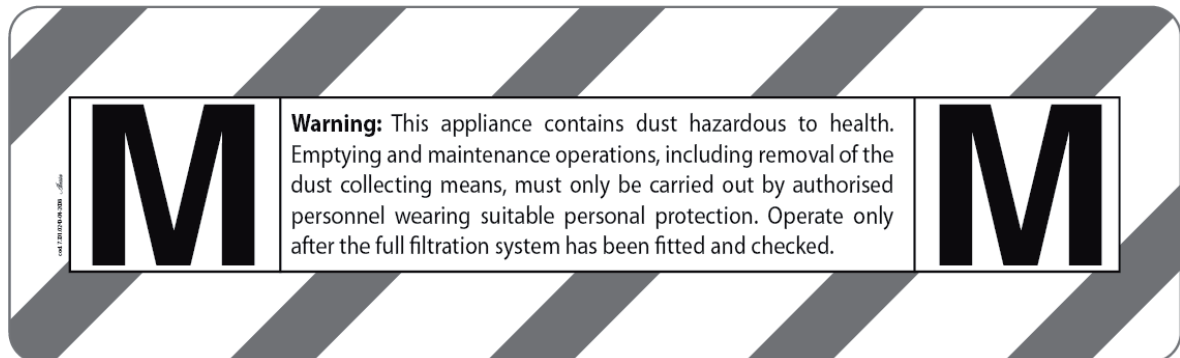 M
Warning: This appliance contains dust hazardous to health.
Emptying and maintenance operations, including removal of the
dust collecting means, must only be carried out by authorised
personnel wearing suitable personal protection. Operate only
after the full filtration system has been fitted and checked.
M